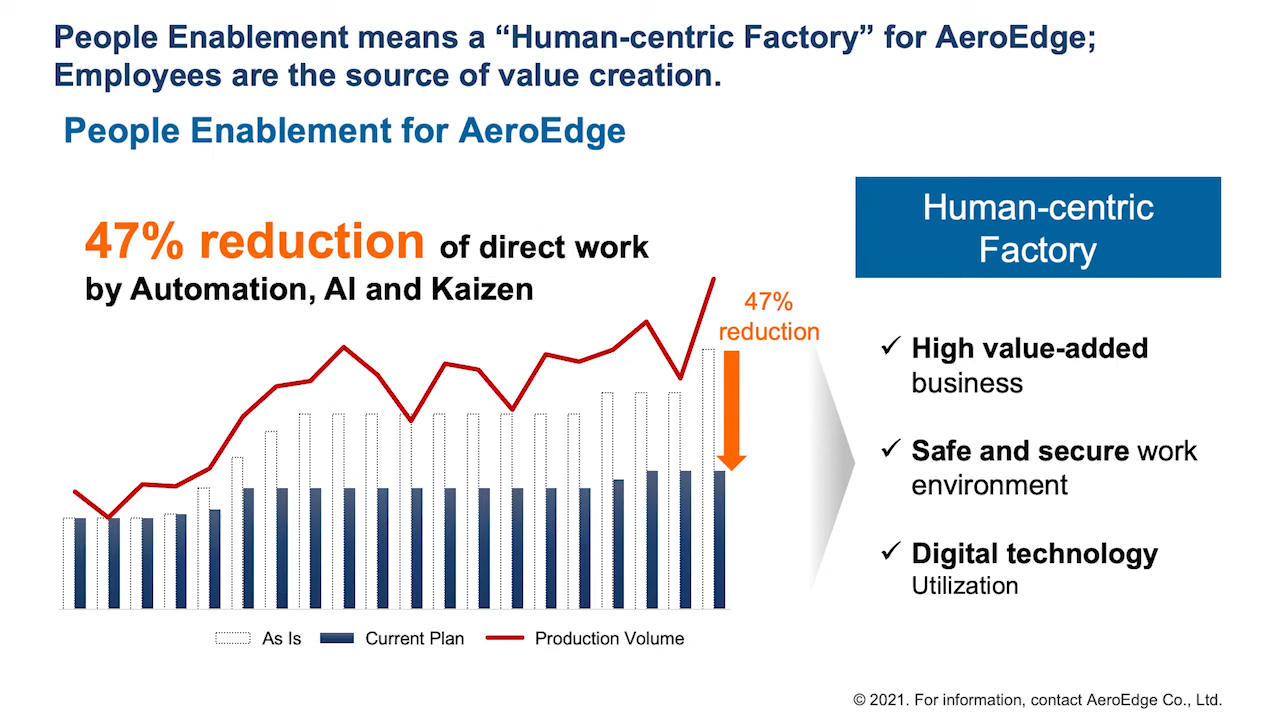 People Enablement means a “Human-centric Factory” for AeroEdge;
Employees are the source of value creation.
People Enablement for AeroEdge
47% reduction of direct work
by Automation, AI and Kaizen
47%
reduction
As Is
Current Plan
Production Volume
Human-centric
Factory
✓ High value-added
business
✓ Safe and secure work
environment
✓ Digital technology
Utilization
© 2021. For information, contact AeroEdge Co., Ltd.